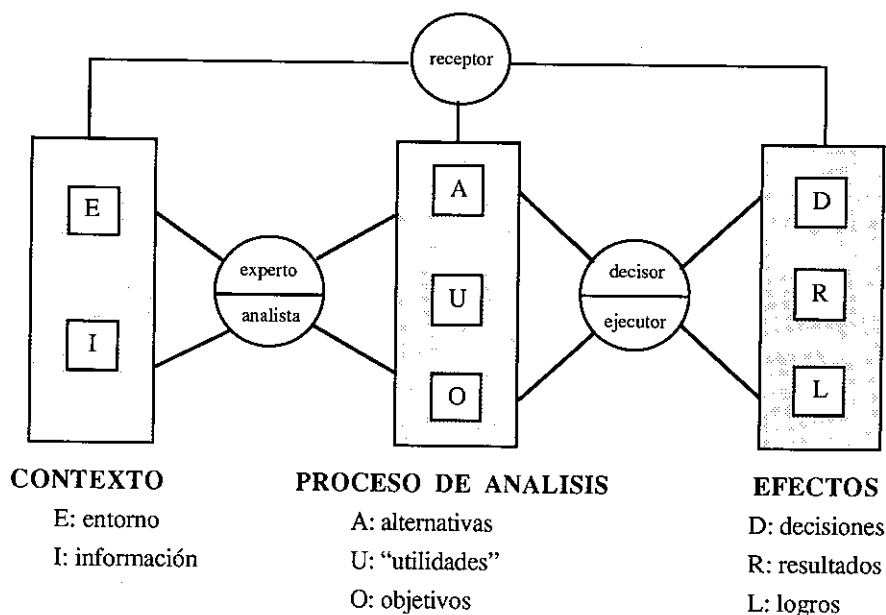 receptor
E
I
experto
analista
A
U
O
decisor
ejecutor
D
R
L
CONTEXTO
E: entorno
I: información
PROCESO DE ANALISIS
A: alternativas
U: “utilidades”
O: objetivos
EFECTOS
D: decisiones
R: resultados
L: logros